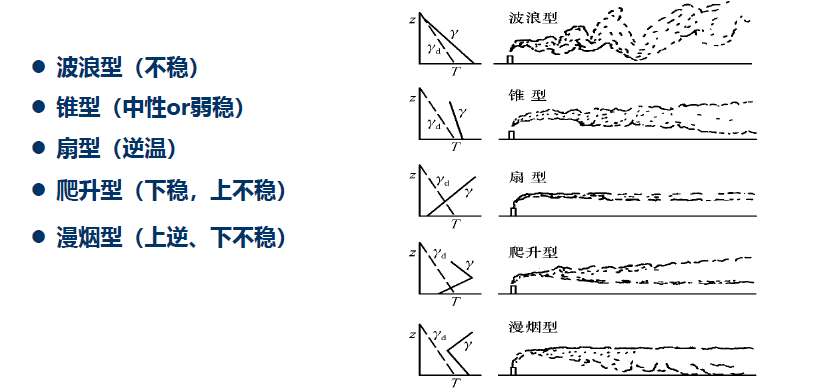 波浪型（不稳）
锥型（中性or弱稳）
扇型（逆温）
爬升型（下稳，上不稳）
漫烟型（上逆、下不稳）
z
γ
γd
T
波浪型
z
γ
γd
T
锥 型
z
γd
γ
T
扇 型
z
γd
γ
T
爬升型
z
γd
γ
T
漫烟型